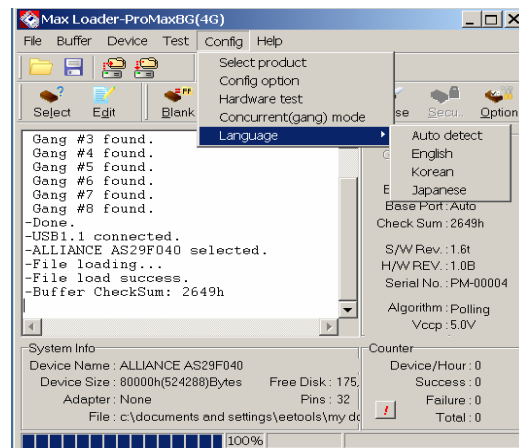 Max Loader-ProMax8G(4G)
File Buffer Device Test Config Help
Select product
Config option
Hardware test
Concurrent(gang) mode
Language
Auto detect
English
Korean
Japanese
Select Edit Blank Secu.. Option
Gang #3 found.
Gang #4 found.
Gang #5 found.
Gang #6 found.
Gang #7 found.
Gang #8 found.
-Done.
-USB1.1 connected.
-ALLIANCE AS29F040 selected.
-File loading...
-File load success.
-Buffer CheckSum: 2649h
Base Port : Auto
Check Sum : 2649h
S/W Rev. : 1.6t
H/W REV. : 1.0B
Serial No. : PM-00004
Algorithm : Polling
Vccp : 5.0V
System Info
Device Name : ALLIANCE AS29F040
Device Size : 80000h(524288)Bytes Free Disk : 175,
Adapter : None Pins : 32
File : c:\documents and settings\eetools\my do
Counter
Device/Hour : 0
Success : 0
Failure : 0
Total : 0
100%